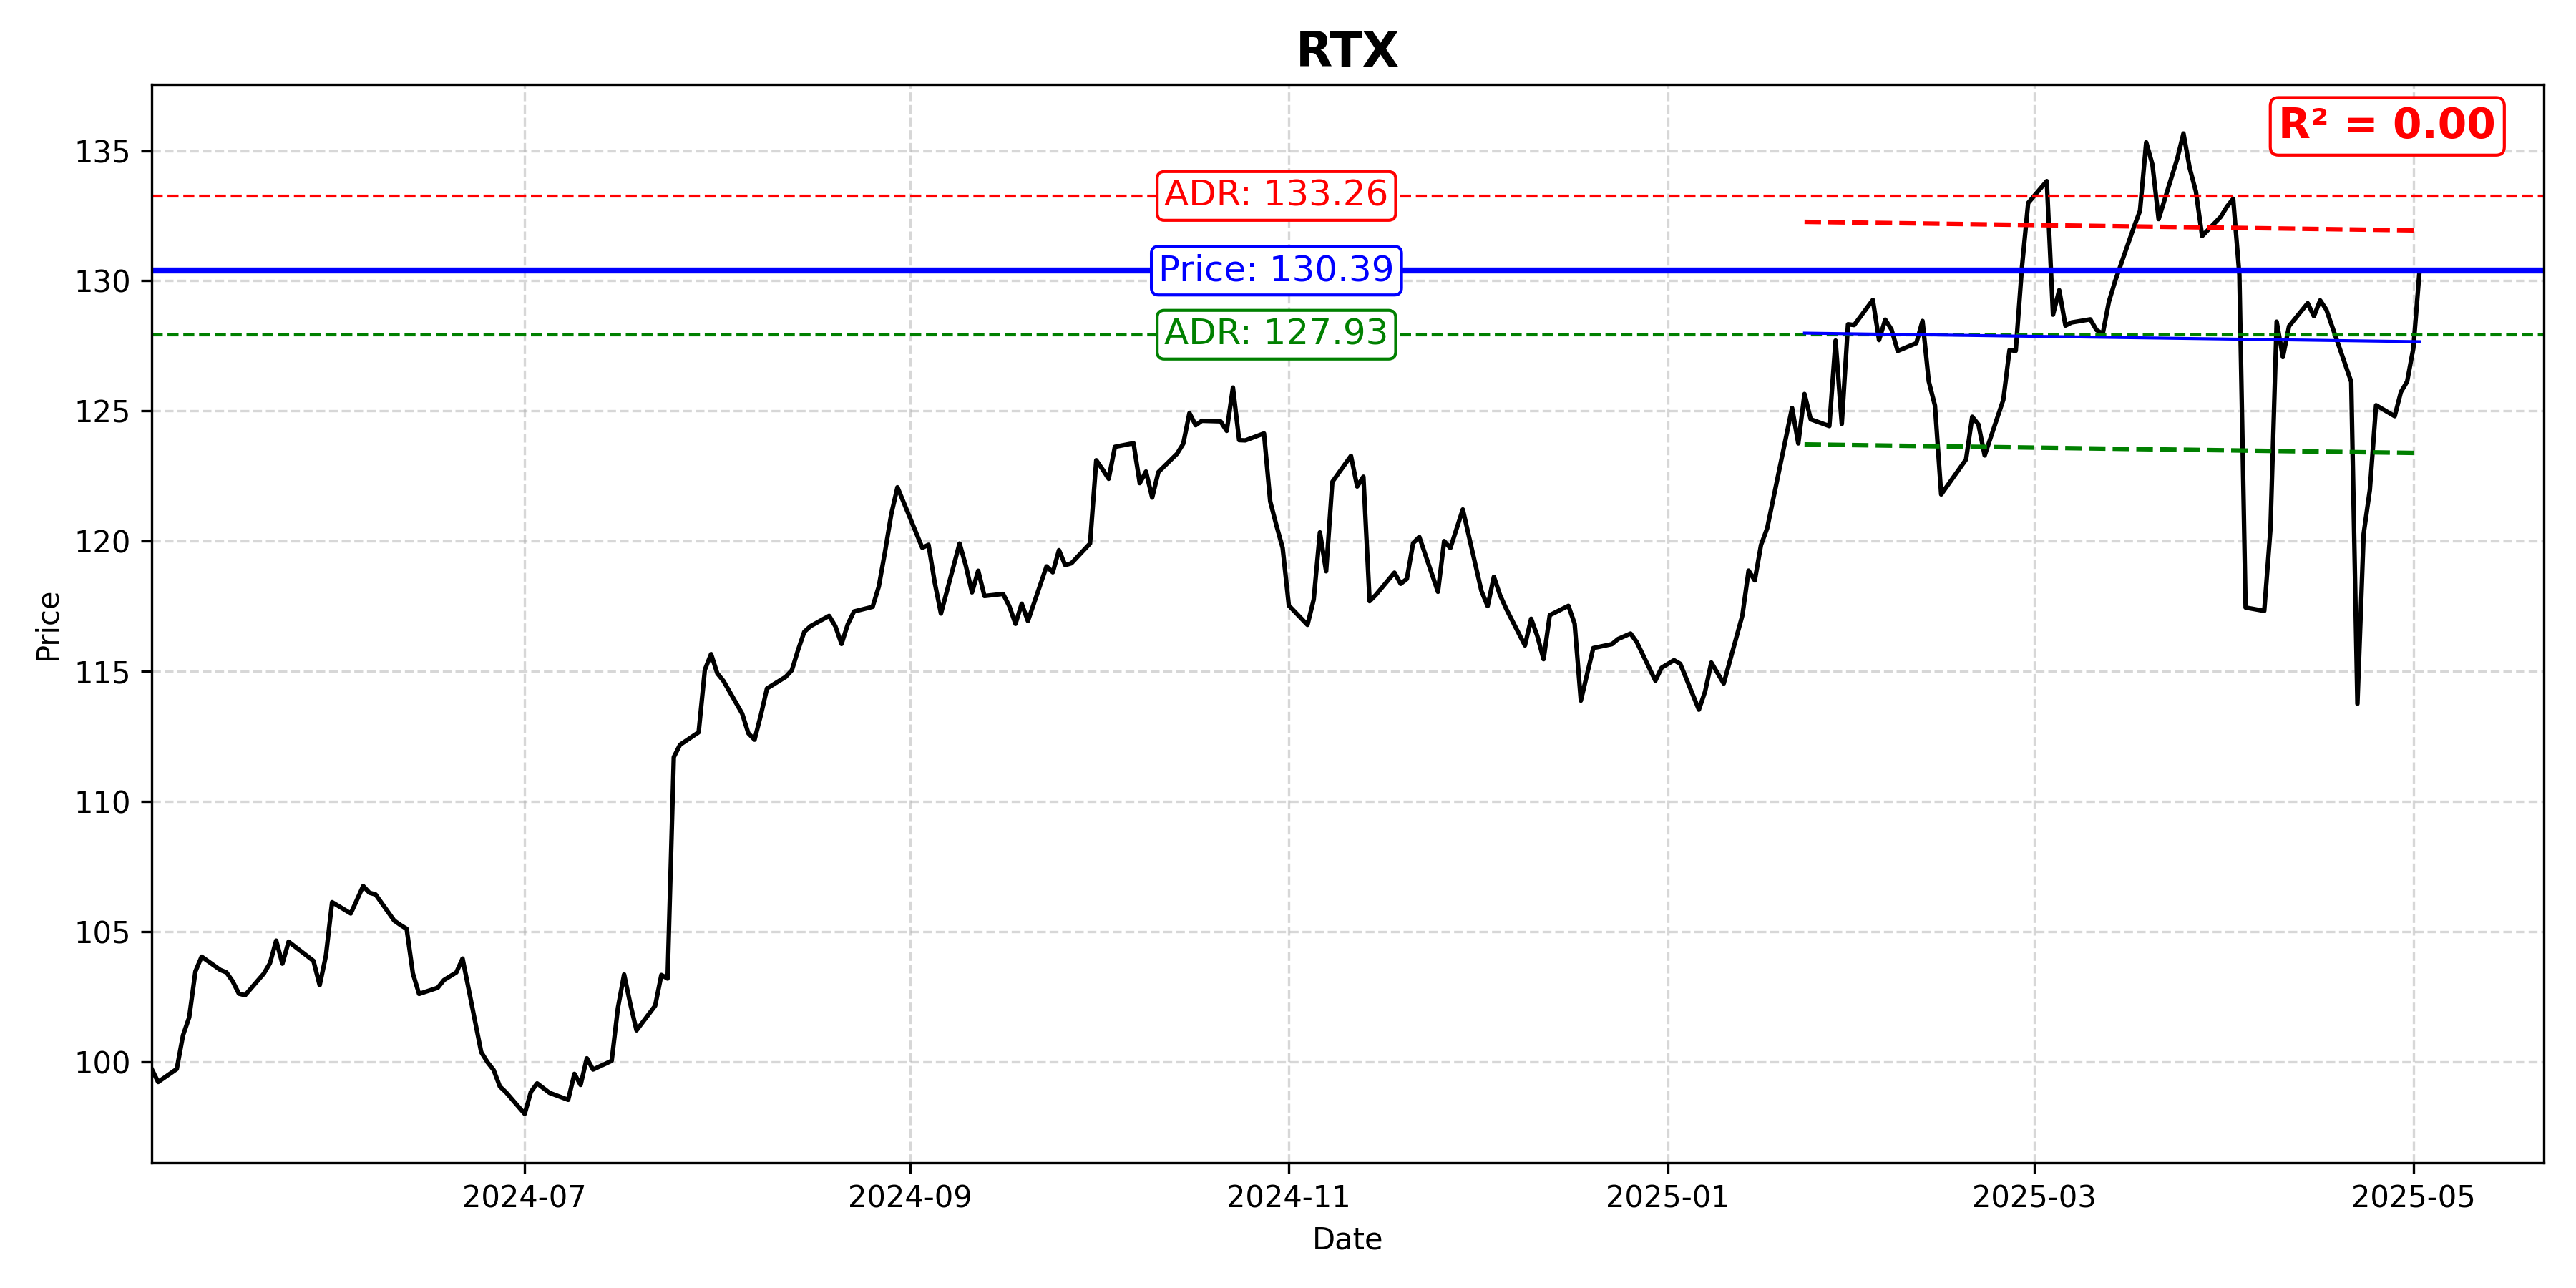 RTX
R² = 0.00
ADR: 133.26
Price: 130.39
ADR: 127.93
135
130
125
120
115
110
105
100
Price
2024-07
2024-09
2024-11
2025-01
2025-03
2025-05
Date